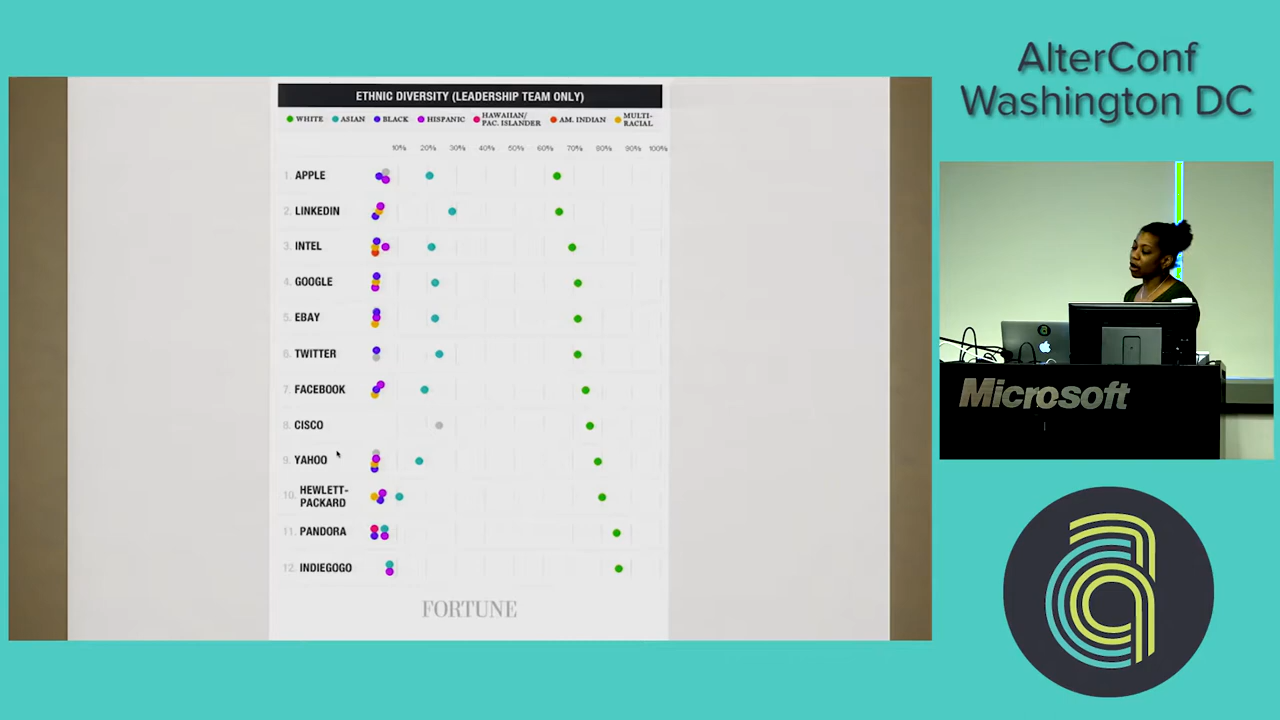 AlterConf
Washington DC
ETHNIC DIVERSITY (LEADERSHIP TEAM ONLY)
WHITE ASIAN BLACK HISPANIC HAWAIIAN/ PAC. ISLANDER AM. INDIAN MULTI- RACIAL
10% 20% 30% 40% 50% 60% 70% 80% 90% 100%
1. APPLE
2. LINKEDIN
3. INTEL
4. GOOGLE
5. EBAY
6. TWITTER
7. FACEBOOK
8. CISCO
9. YAHOO
10. HEWLETT-
PACKARD
11. PANDORA
12. INDIEGOGO
FORTUNE
Microsoft